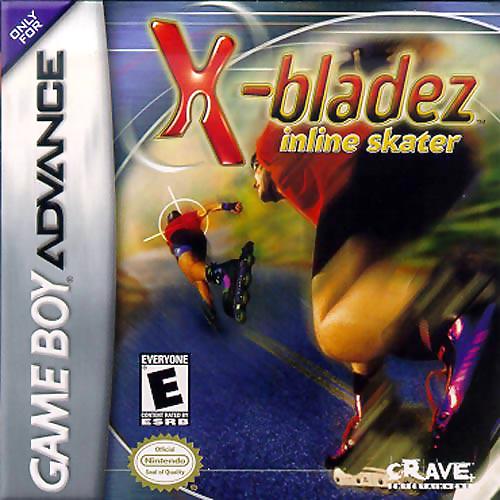 ONLY
FOR
GAME BOY ADVANCE
X-bladez
inline skater
EVERYONE
E
CONTENT RATED BY
ESRB
Official
Nintendo
Seal of Quality
CRAVE
ENTERTAINMENT